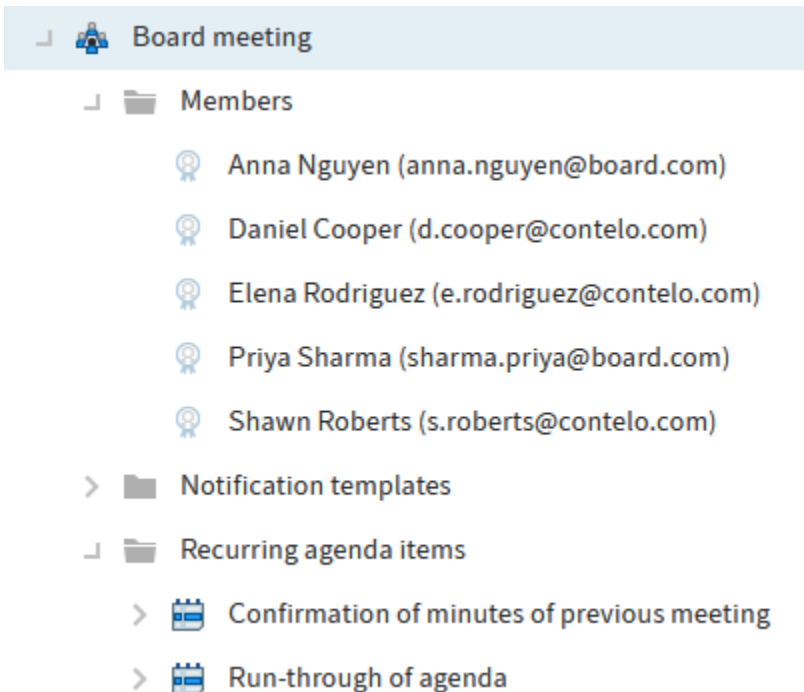 Board meeting
Members
Anna Nguyen (anna.nguyen@board.com)
Daniel Cooper (d.cooper@contelo.com)
Elena Rodriguez (e.rodriguez@contelo.com)
Priya Sharma (sharma.priya@board.com)
Shawn Roberts (s.roberts@contelo.com)
Notification templates
Recurring agenda items
Confirmation of minutes of previous meeting
Run-through of agenda